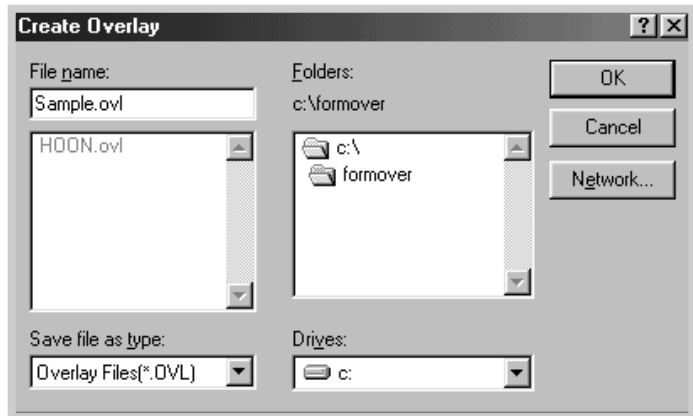 Create Overlay
File name:
Sample.ovl
HOON.ovl
Save file as type:
Overlay Files(*.OVL)
Folders:
c:\formover
c:\
formover
Drives:
c:
OK
Cancel
Network...